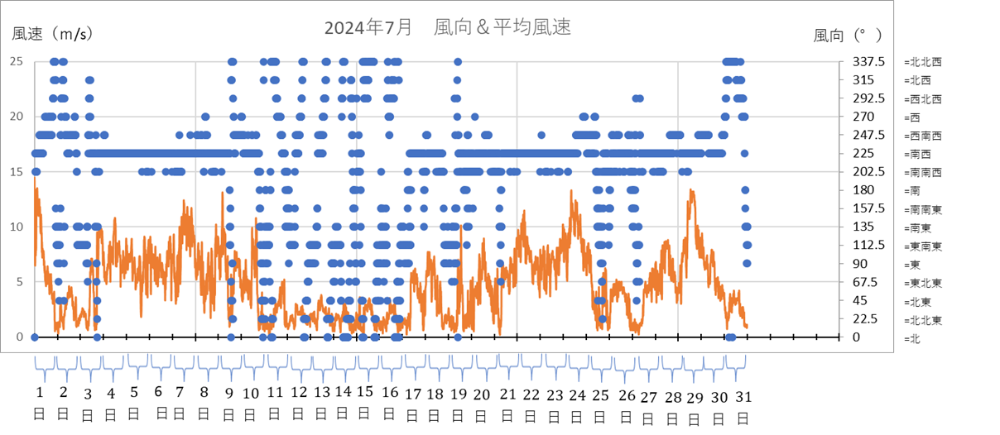 2024年7月　風向＆平均風速
風速（m/s）
風向（°）
25 337.5 =北北西
315 =北西
292.5 =西北西
20 270 =西
247.5 =西南西
225 =南西
15 202.5 =南南西
180 =南
157.5 =南南東
10 135 =南東
112.5 =東南東
90 =東
5 67.5 =東北東
45 =北東
22.5 =北北東
0 0 =北
1日 2日 3日 4日 5日 6日 7日 8日 9日 10日 11日 12日 13日 14日 15日 16日 17日 18日 19日 20日 21日 22日 23日 24日 25日 26日 27日 28日 29日 30日 31日